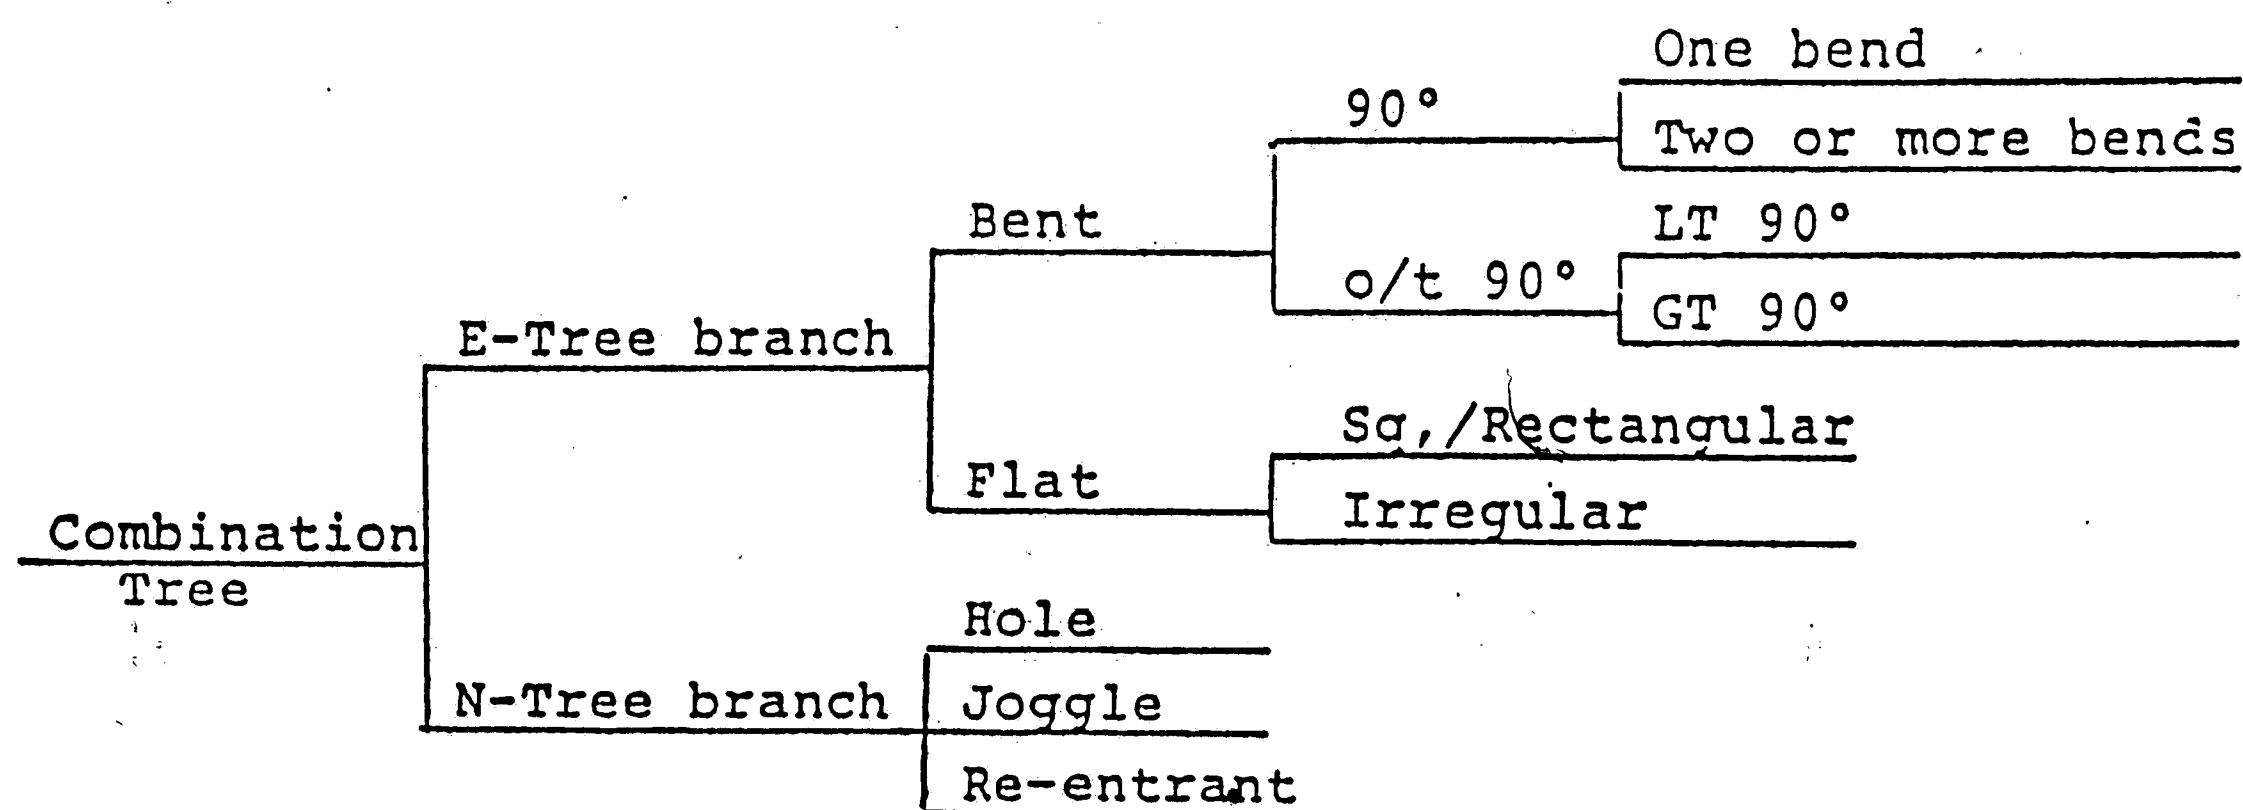 One bend
90°
Two or more bends
Bent
LT 90°
o/t 90°
GT 90°
E-Tree branch
Sq,/Rectangular
Flat
Irregular
Combination
Tree
Hole
N-Tree branch
Joggle
Re-entrant